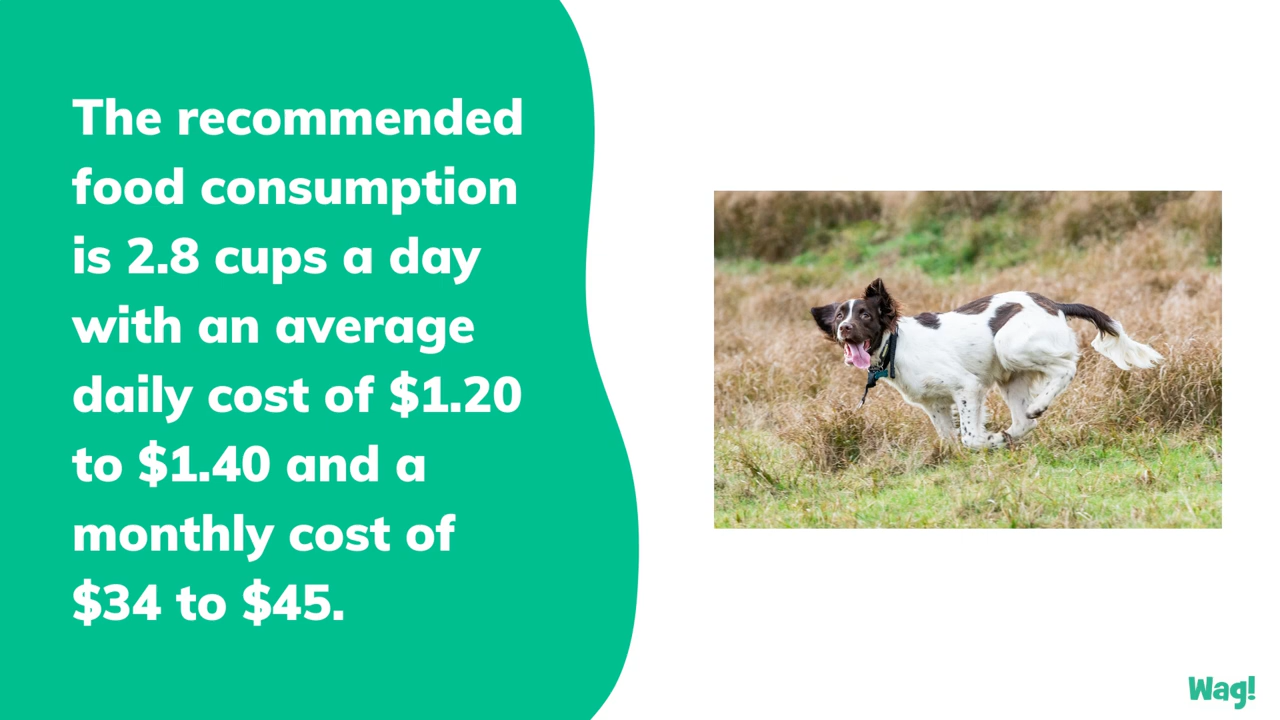 The recommended
food consumption
is 2.8 cups a day
with an average
daily cost of $1.20
to $1.40 and a
monthly cost of
$34 to $45.
Wag!